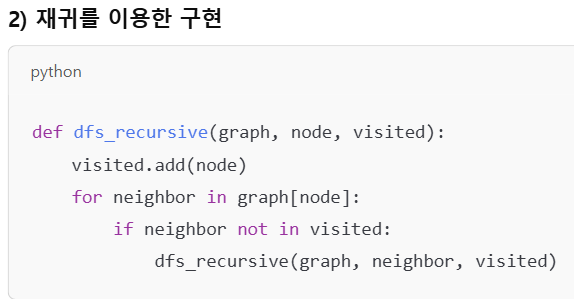 2) 재귀를 이용한 구현
python
def dfs_recursive(graph, node, visited):
    visited.add(node)
    for neighbor in graph[node]:
        if neighbor not in visited:
            dfs_recursive(graph, neighbor, visited)